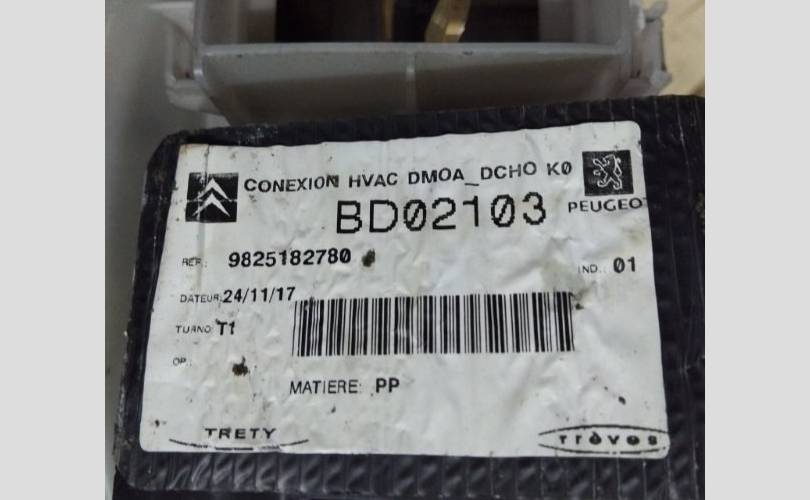 CONEXION HVAC DMOA_DCHO K0
BD02103
PEUGEOT
REF.: 9825182780
IND.: 01
DATEUR: 24/11/17
TURNO: T1
OP.:
MATIERE: PP
TRETY
Trèves